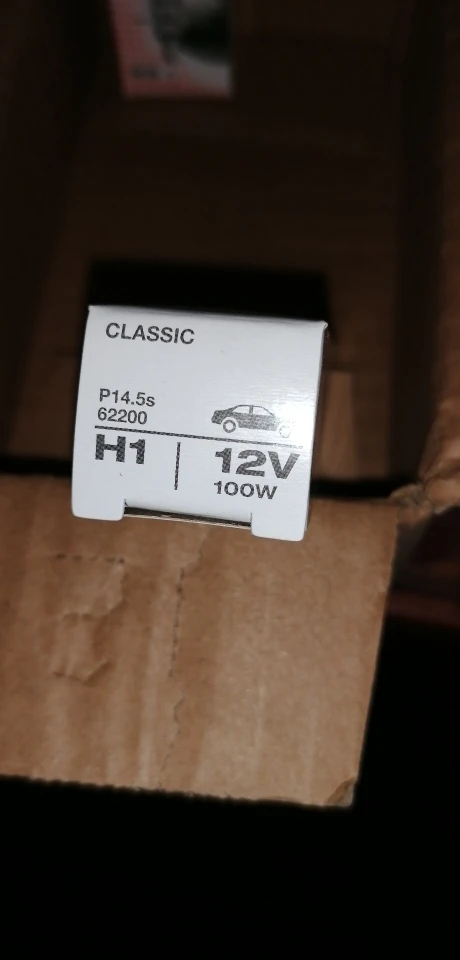 CLASSIC
P14.5s
62200
H1 12V
100W